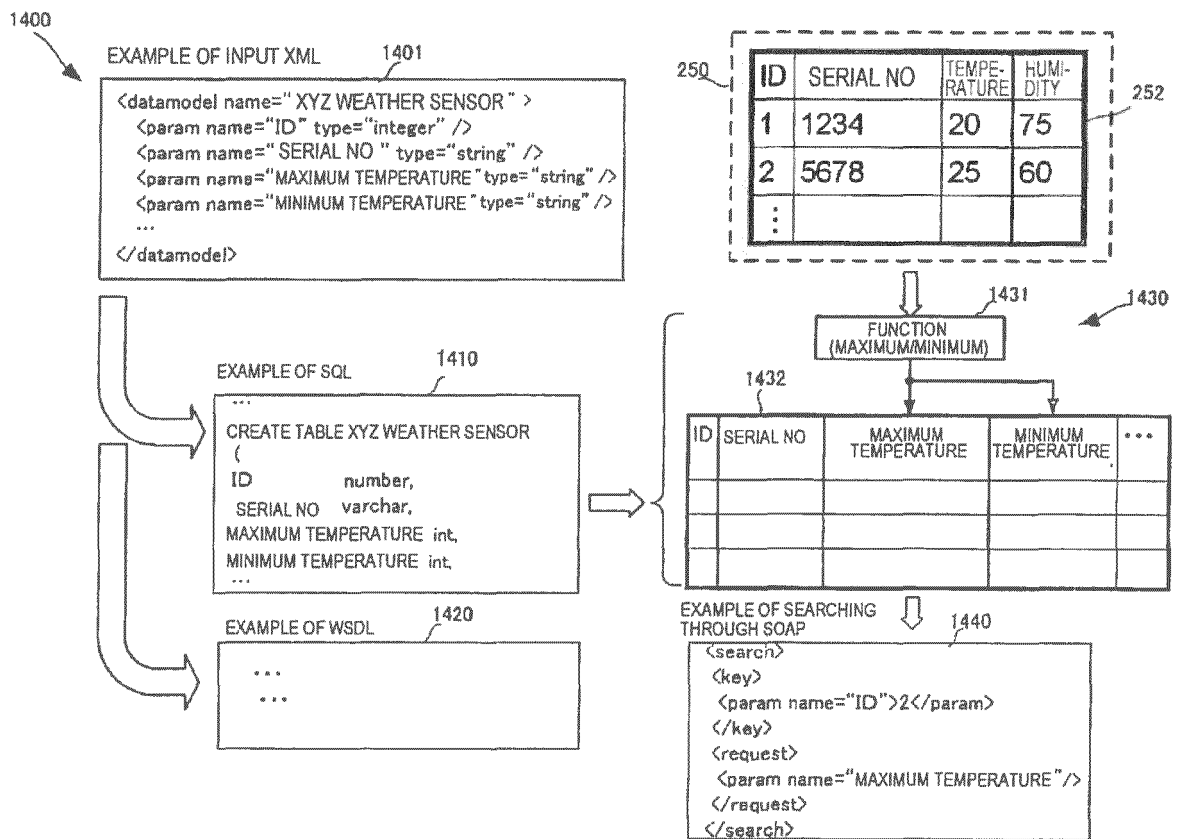 1400
EXAMPLE OF INPUT XML
1401
<datamodel name=" XYZ WEATHER SENSOR" >
<param name="ID" type="integer" />
<param name=" SERIAL NO " type="string" />
<param name="MAXIMUM TEMPERATURE" type="string" />
<param name="MINIMUM TEMPERATURE" type="string" />
...
</datamodel>
250
ID SERIAL NO TEMPE-RATURE HUMI-DITY
252
1 1234 20 75
2 5678 25 60
⋮
1431
1430
FUNCTION
(MAXIMUM/MINIMUM)
EXAMPLE OF SQL
1410
...
CREATE TABLE XYZ WEATHER SENSOR
(
ID number,
SERIAL NO varchar,
MAXIMUM TEMPERATURE int,
MINIMUM TEMPERATURE int,
...
1432
ID SERIAL NO MAXIMUM TEMPERATURE MINIMUM TEMPERATURE ...
EXAMPLE OF WSDL
1420
...
...
EXAMPLE OF SEARCHING
THROUGH SOAP
1440
<search>
<key>
<param name="ID">2</param>
</key>
<request>
<param name="MAXIMUM TEMPERATURE"/>
</request>
</search>